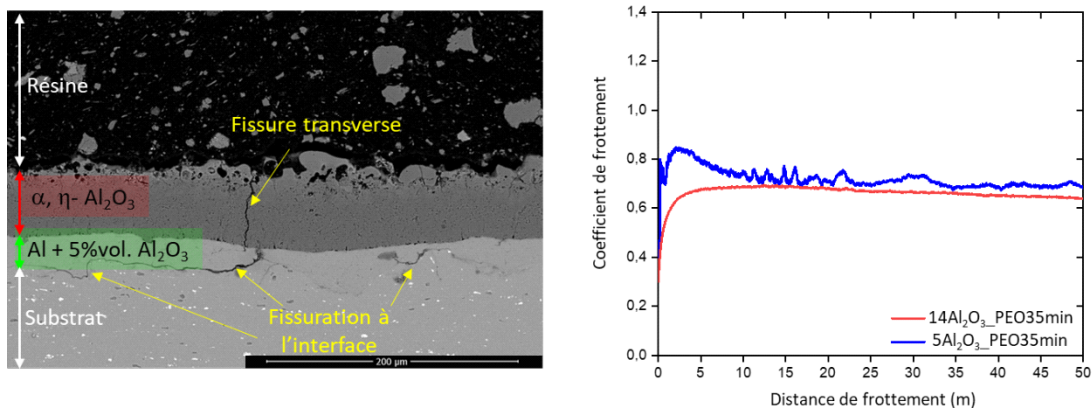 Résine
Fissure transverse
α, η- Al₂O₃
Al + 5%vol. Al₂O₃
Substrat
Fissuration à
l'interface
200 µm
Coefficient de frottement
1,4
1,2
1,0
0,8
0,6
0,4
0,2
0,0
14Al₂O₃_PEO35min
5Al₂O₃_PEO35min
0 5 10 15 20 25 30 35 40 45 50
Distance de frottement (m)